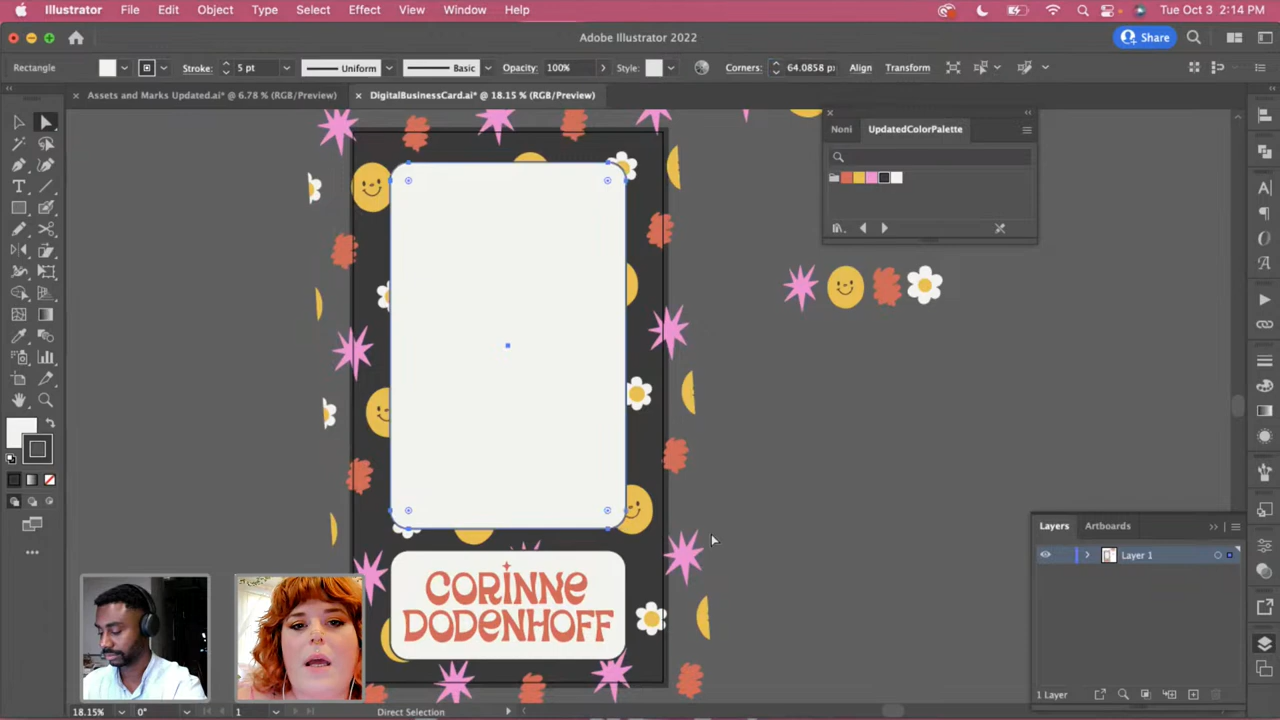 Illustrator File Edit Object Type Select Effect View Window Help Tue Oct 3 2:14 PM
Adobe Illustrator 2022
Share
Rectangle Stroke: 5 pt Uniform Basic Opacity: 100% Style: Corners: 64.0858 p Align Transform
× Assets and Marks Updated.ai* @ 6.78 % (RGB/Preview) × DigitalBusinessCard.ai* @ 18.15 % (RGB/Preview)
Noni UpdatedColorPalette
CORINNE
DODENHOFF
Layers Artboards
Layer 1
1 Layer
18.15% 0° 1 Direct Selection